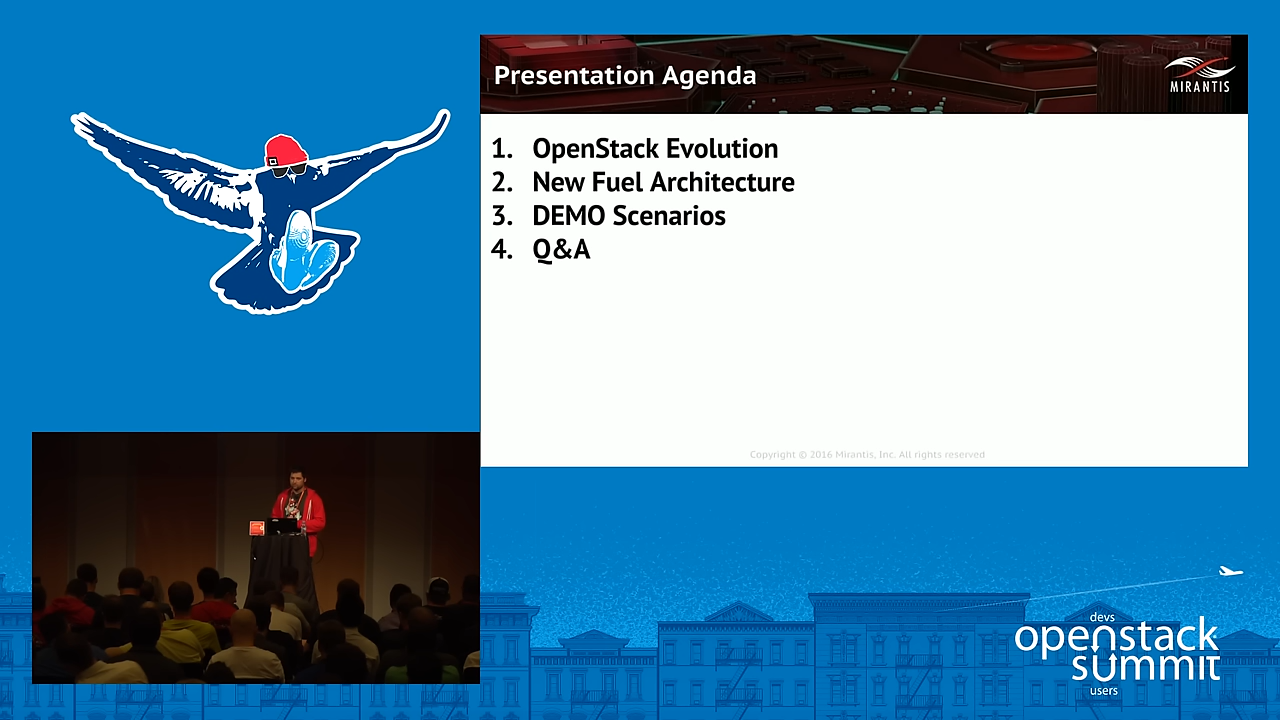 Presentation Agenda
MIRANTIS
1. OpenStack Evolution
2. New Fuel Architecture
3. DEMO Scenarios
4. Q&A
Copyright © 2016 Mirantis, Inc. All rights reserved
devs
openstack
summit
users